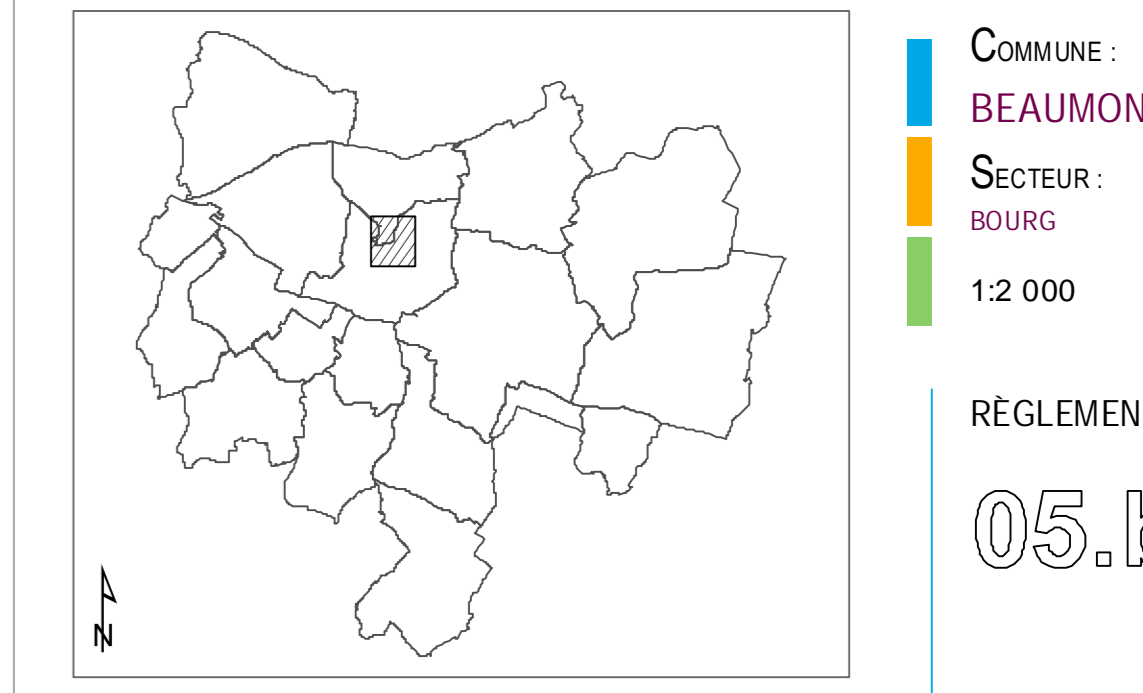 N
COMMUNE :
BEAUMON
SECTEUR :
BOURG
1:2 000
RÈGLEMEN
05.b